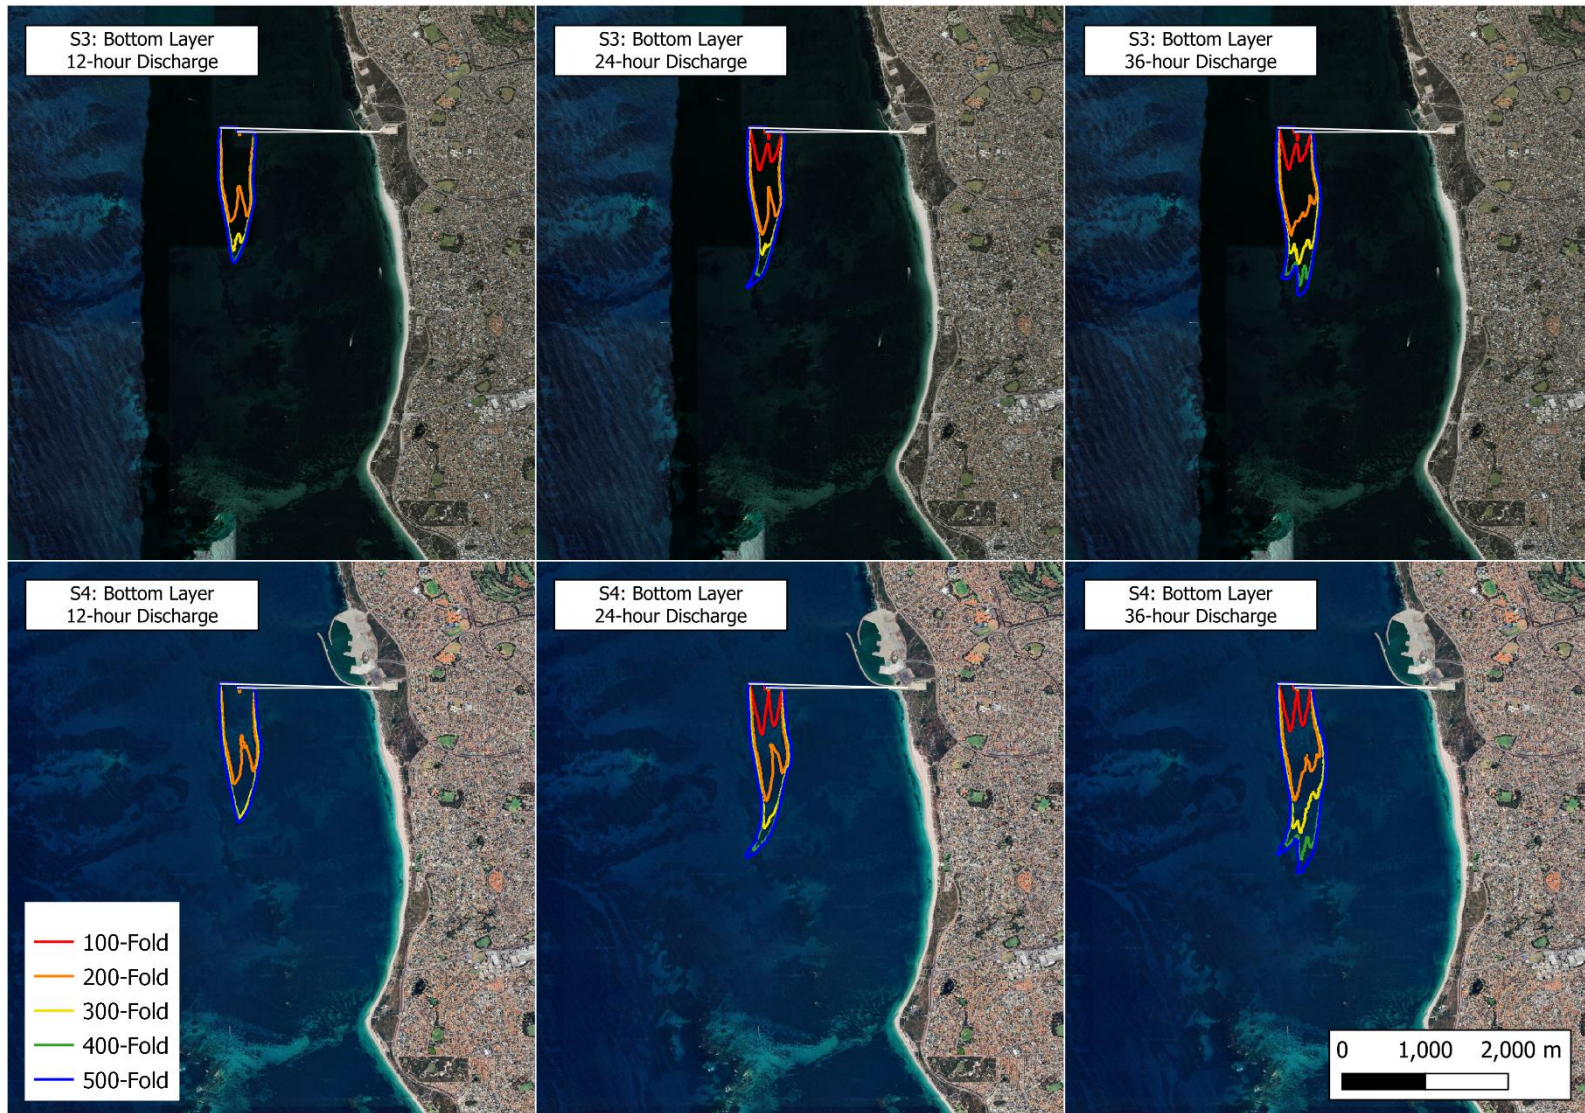 S3: Bottom Layer
12-hour Discharge
S3: Bottom Layer
24-hour Discharge
S3: Bottom Layer
36-hour Discharge
S4: Bottom Layer
12-hour Discharge
S4: Bottom Layer
24-hour Discharge
S4: Bottom Layer
36-hour Discharge
100-Fold
200-Fold
300-Fold
400-Fold
500-Fold
0 1,000 2,000 m